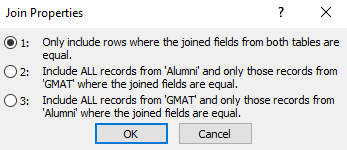 Join Properties
?
1: Only include rows where the joined fields from both tables are
equal.
2: Include ALL records from 'Alumni' and only those records from
'GMAT' where the joined fields are equal.
3: Include ALL records from 'GMAT' and only those records from
'Alumni' where the joined fields are equal.
OK Cancel